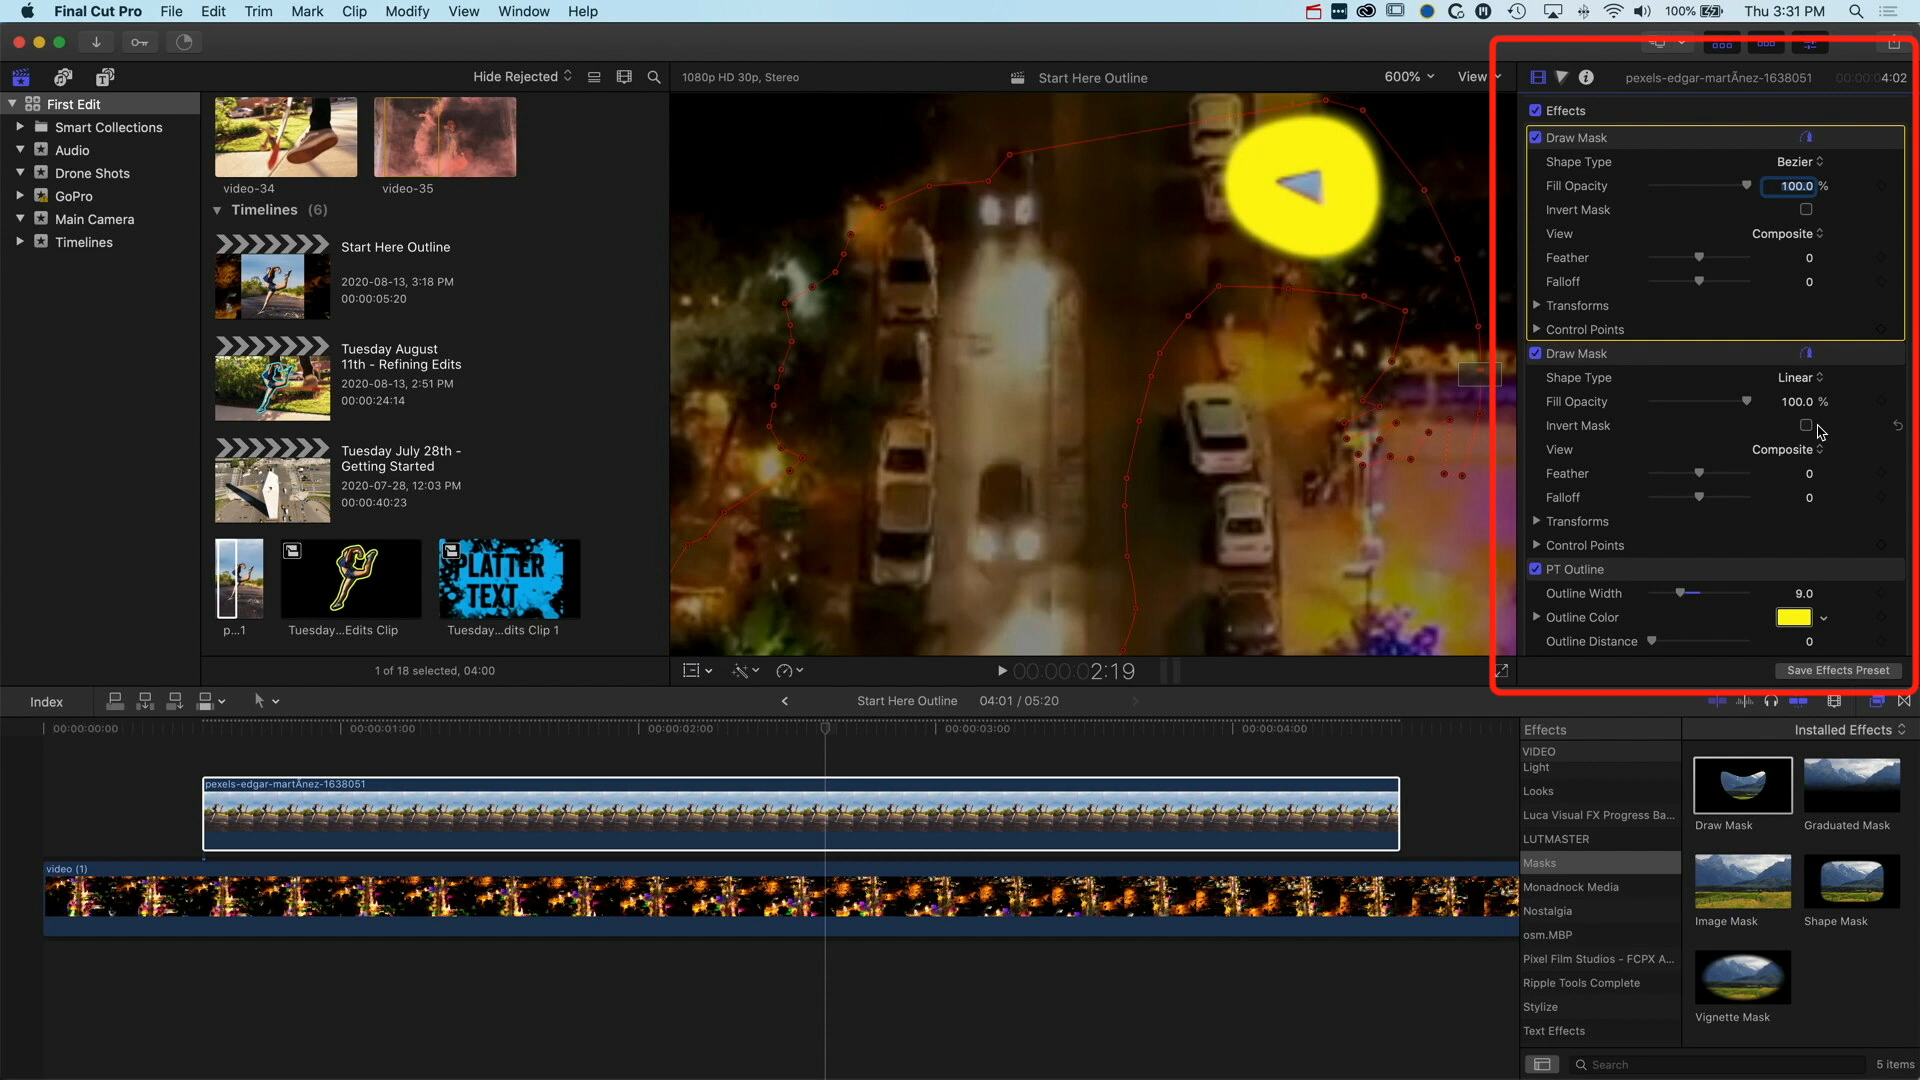 Final Cut Pro File Edit Trim Mark Clip Modify View Window Help
100% Thu 3:31 PM
Hide Rejected
1080p HD 30p, Stereo
Start Here Outline
600% View
pexels-edgar-martÃnez-1638051
00:00:04:02
First Edit
Smart Collections
Audio
Drone Shots
GoPro
Main Camera
Timelines
video-34
video-35
Timelines (6)
Start Here Outline
2020-08-13, 3:18 PM
00:00:05:20
Tuesday August
11th - Refining Edits
2020-08-13, 2:51 PM
00:00:24:14
Tuesday July 28th -
Getting Started
2020-07-28, 12:03 PM
00:00:40:23
PLATTER
TEXT
p...1
Tuesday...Edits Clip
Tuesday...dits Clip 1
1 of 18 selected, 04:00
00:00:02:19
Effects
Draw Mask
Shape Type Bezier
Fill Opacity 100.0 %
Invert Mask
View Composite
Feather 0
Falloff 0
Transforms
Control Points
Draw Mask
Shape Type Linear
Fill Opacity 100.0 %
Invert Mask
View Composite
Feather 0
Falloff 0
Transforms
Control Points
PT Outline
Outline Width 9.0
Outline Color
Outline Distance 0
Save Effects Preset
Index
Start Here Outline 04:01 / 05:20
00:00:00:00
00:00:01:00
00:00:02:00
00:00:03:00
00:00:04:00
pexels-edgar-martÃnez-1638051
video (1)
Effects
Installed Effects
VIDEO
Light
Looks
Luca Visual FX Progress Ba...
LUTMASTER
Masks
Monadnock Media
Nostalgia
osm.MBP
Pixel Film Studios - FCPX A...
Ripple Tools Complete
Stylize
Text Effects
Draw Mask
Graduated Mask
Image Mask
Shape Mask
Vignette Mask
Search
5 items